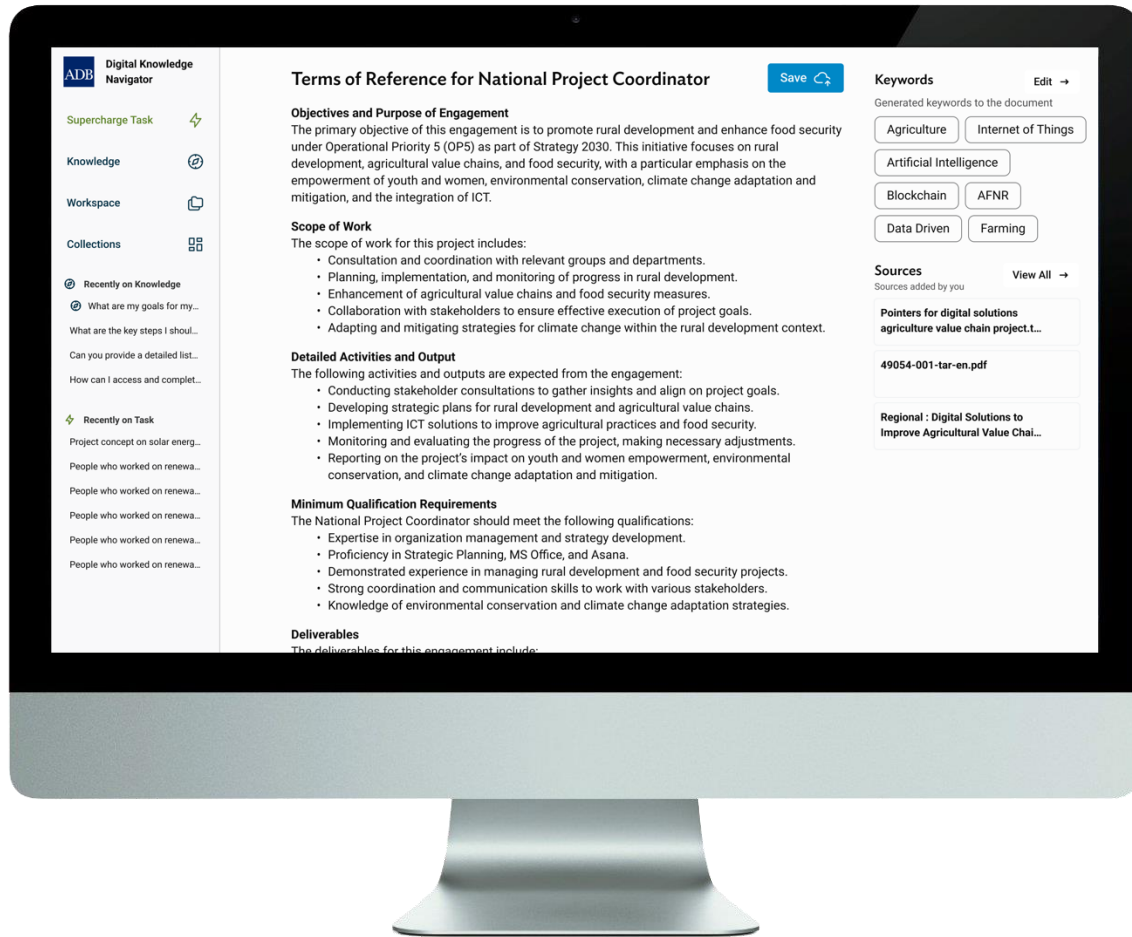 ADB
Digital Knowledge
Navigator
Supercharge Task
Knowledge
Workspace
Collections
Recently on Knowledge
What are my goals for my...
What are the key steps I shoul...
Can you provide a detailed list...
How can I access and complet...
Recently on Task
Project concept on solar energ...
People who worked on renewa...
People who worked on renewa...
People who worked on renewa...
People who worked on renewa...
People who worked on renewa...
Terms of Reference for National Project Coordinator
Save
Objectives and Purpose of Engagement
The primary objective of this engagement is to promote rural development and enhance food security
under Operational Priority 5 (OP5) as part of Strategy 2030. This initiative focuses on rural
development, agricultural value chains, and food security, with a particular emphasis on the
empowerment of youth and women, environmental conservation, climate change adaptation and
mitigation, and the integration of ICT.
Scope of Work
The scope of work for this project includes:
• Consultation and coordination with relevant groups and departments.
• Planning, implementation, and monitoring of progress in rural development.
• Enhancement of agricultural value chains and food security measures.
• Collaboration with stakeholders to ensure effective execution of project goals.
• Adapting and mitigating strategies for climate change within the rural development context.
Detailed Activities and Output
The following activities and outputs are expected from the engagement:
• Conducting stakeholder consultations to gather insights and align on project goals.
• Developing strategic plans for rural development and agricultural value chains.
• Implementing ICT solutions to improve agricultural practices and food security.
• Monitoring and evaluating the progress of the project, making necessary adjustments.
• Reporting on the project's impact on youth and women empowerment, environmental
conservation, and climate change adaptation and mitigation.
Minimum Qualification Requirements
The National Project Coordinator should meet the following qualifications:
• Expertise in organization management and strategy development.
• Proficiency in Strategic Planning, MS Office, and Asana.
• Demonstrated experience in managing rural development and food security projects.
• Strong coordination and communication skills to work with various stakeholders.
• Knowledge of environmental conservation and climate change adaptation strategies.
Deliverables
The deliverables for this engagement include:
Keywords
Edit →
Generated keywords to the document
Agriculture
Internet of Things
Artificial Intelligence
Blockchain
AFNR
Data Driven
Farming
Sources
View All →
Sources added by you
Pointers for digital solutions
agriculture value chain project.t...
49054-001-tar-en.pdf
Regional : Digital Solutions to
Improve Agricultural Value Chai...